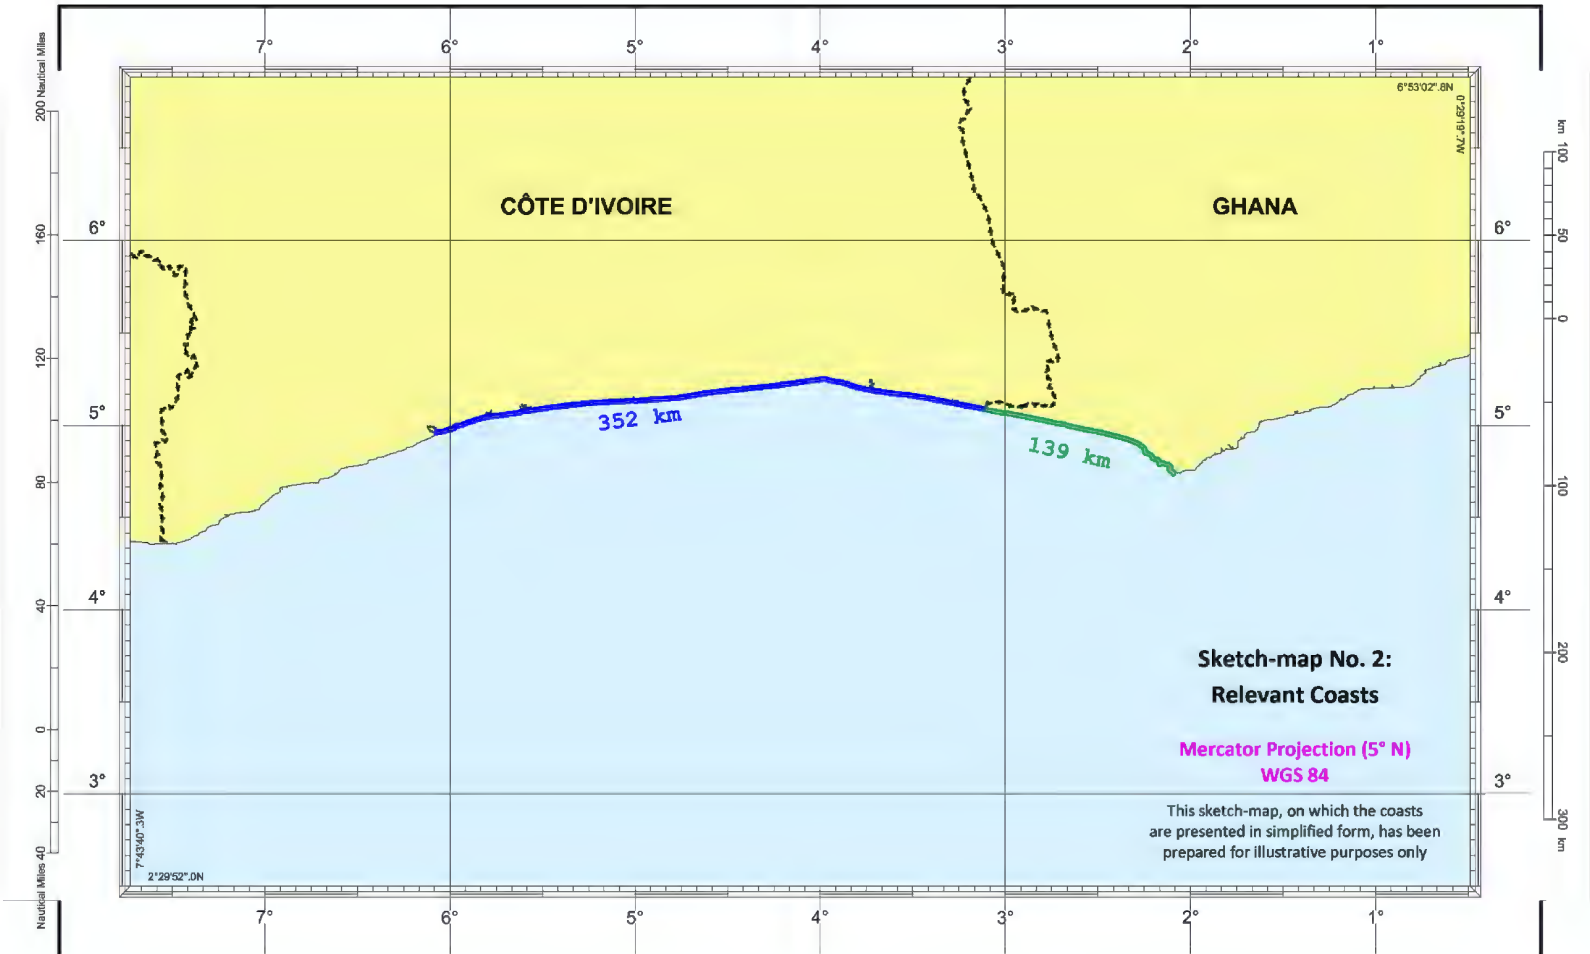 7° 6° 5° 4° 3° 2° 1°
Nautical Miles
200
160
120
80
40
0
20
40
Nautical Miles
km
100
50
0
100
200
300
km
6°53'02".8N
0°29'19".7W
CÔTE D'IVOIRE
GHANA
6° 6°
5° 5°
352 km
139 km
4° 4°
Sketch-map No. 2:
Relevant Coasts
Mercator Projection (5° N)
WGS 84
3° 3°
This sketch-map, on which the coasts
are presented in simplified form, has been
prepared for illustrative purposes only
7°43'40".3W
2°29'52".0N
7° 6° 5° 4° 3° 2° 1°